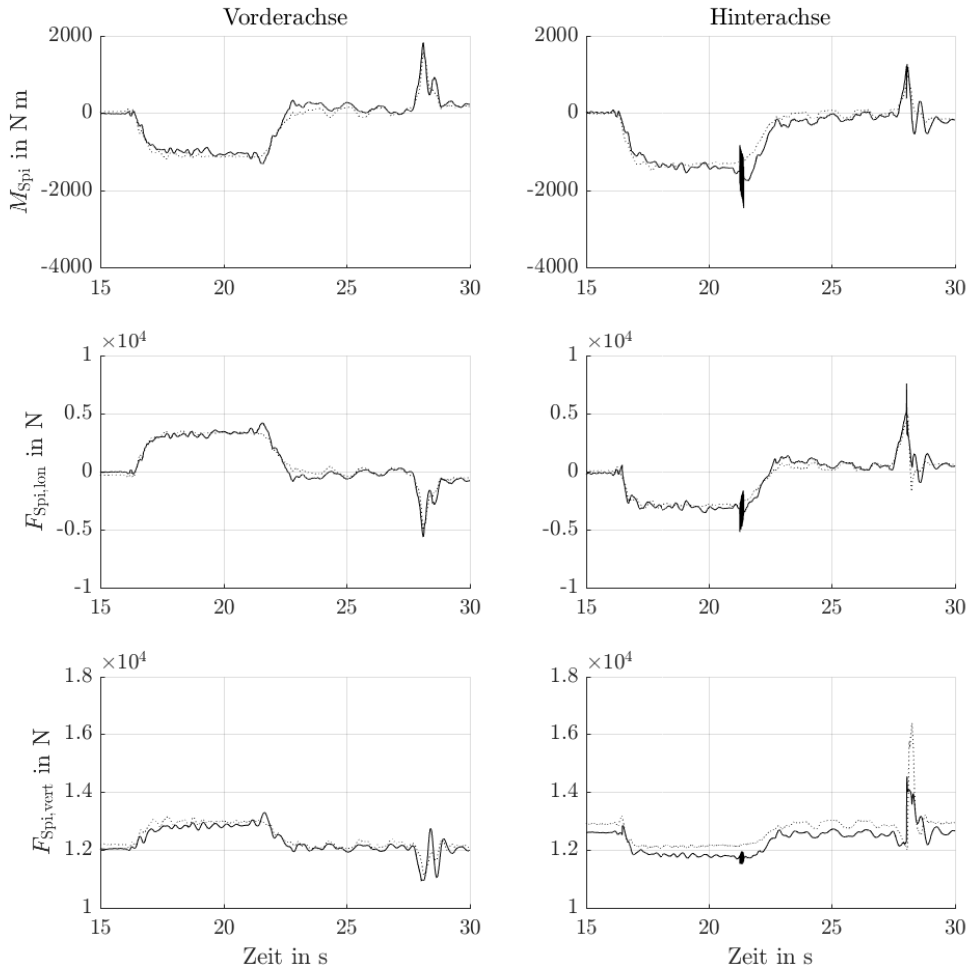 Vorderachse
Hinterachse
2000
0
-2000
-4000
M_Spi in N m
15 20 25 30
2000
0
-2000
-4000
15 20 25 30
×10^4
1
0.5
0
-0.5
-1
F_Spi,lon in N
15 20 25 30
×10^4
1
0.5
0
-0.5
-1
15 20 25 30
×10^4
1.8
1.6
1.4
1.2
1
F_Spi,vert in N
15 20 25 30
Zeit in s
×10^4
1.8
1.6
1.4
1.2
1
15 20 25 30
Zeit in s